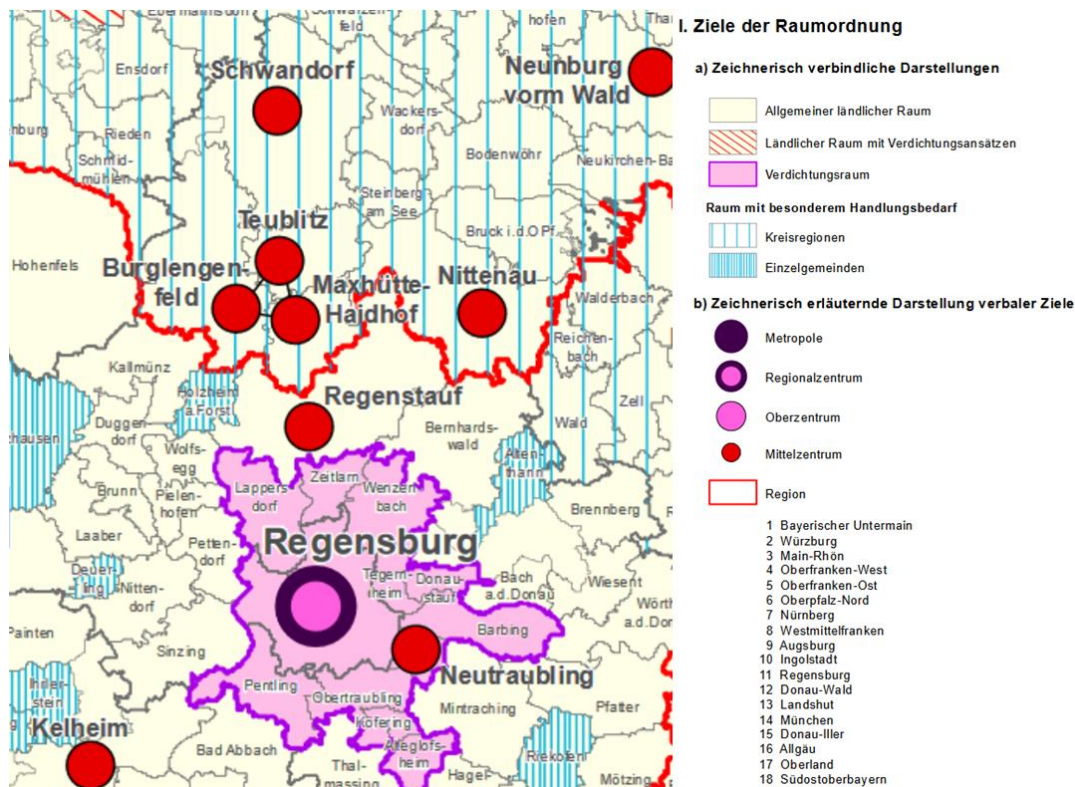 Ebermannsdorf
Schwarzen-
feld
hofen
Ensdorf
Schwandorf
Neunburg
vorm Wald
Wackers-
dorf
Rieden
Schmid-
mühlen
Bodenwöhr
Neukirchen-Ba
Steinberg
am See
Teublitz
Bruck i.d.OPf.
Hohenfels
Burglengen-
feld
Maxhütte-
Haidhof
Nittenau
Walderbach
Reichen-
bach
Kallmünz
Holzheim
a.Forst
Regenstauf
Zell
Duggen
dorf
Bernhards-
wald
Wald
zhausen
Wolfs-
egg
Alten-
thann
Zeitlarn
Lappers
dorf
Wenzen
bach
Brunn
Pielen-
hofen
Brennberg
Laaber
Petten-
dorf
Regensburg
Deuer-
ling
Nitten-
dorf
Tegern-
heim
Donau-
stauf
Bach
a.d.Donau
Wiesent
Wörth
a.d.Don
Painten
Barbing
Sinzing
Neutraubling
Pentling
Ihrler-
stein
Obertraubling
Mintraching
Pfatter
Kelheim
Köfering
Bad Abbach
Alteglofs-
heim
Riekofen
Thal-
massing
Hagel-
Mötzing
I. Ziele der Raumordnung
a) Zeichnerisch verbindliche Darstellungen
Allgemeiner ländlicher Raum
Ländlicher Raum mit Verdichtungsansätzen
Verdichtungsraum
Raum mit besonderem Handlungsbedarf
Kreisregionen
Einzelgemeinden
b) Zeichnerisch erläuternde Darstellung verbaler Ziele
Metropole
Regionalzentrum
Oberzentrum
Mittelzentrum
Region
1 Bayerischer Untermain
2 Würzburg
3 Main-Rhön
4 Oberfranken-West
5 Oberfranken-Ost
6 Oberpfalz-Nord
7 Nürnberg
8 Westmittelfranken
9 Augsburg
10 Ingolstadt
11 Regensburg
12 Donau-Wald
13 Landshut
14 München
15 Donau-Iller
16 Allgäu
17 Oberland
18 Südostoberbayern